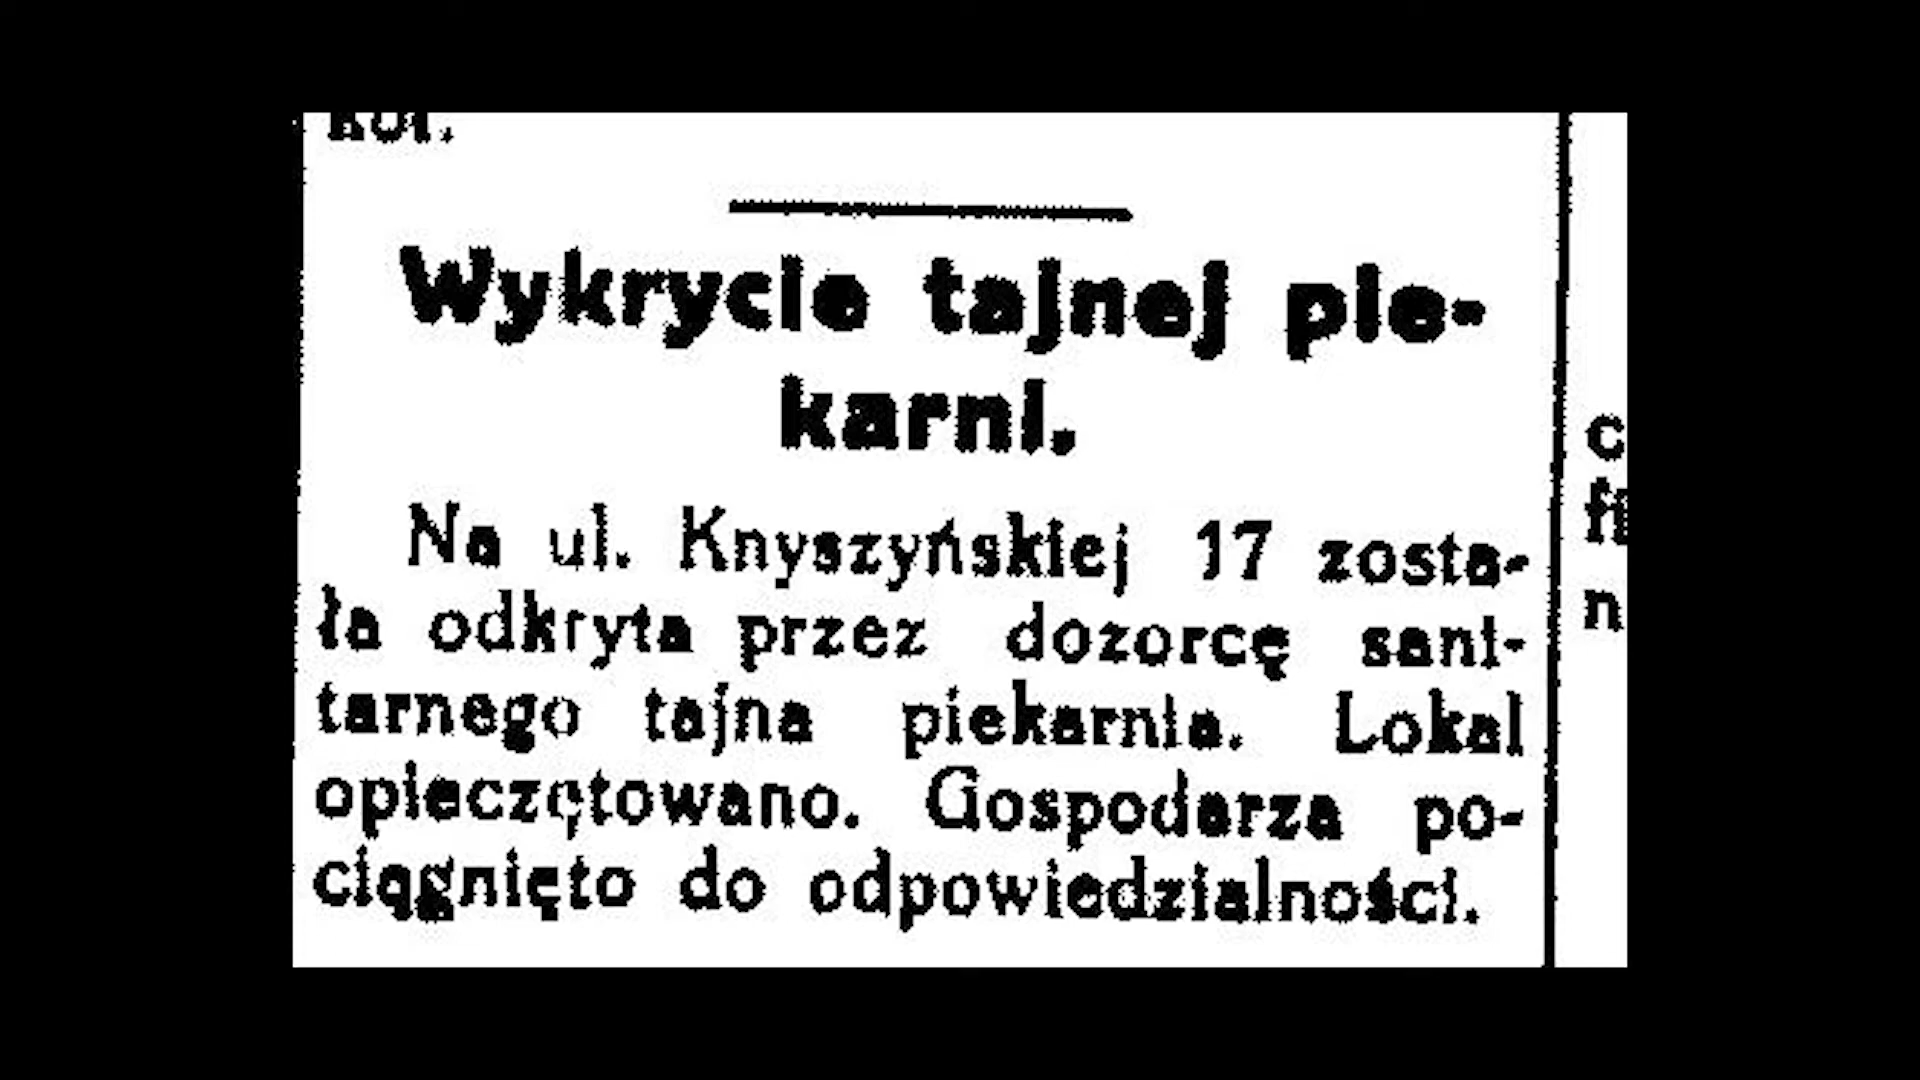 Wykrycie tajnej pie-
karni.
Na ul. Knyszyńskiej 17 zosta-
ła odkryta przez dozorcę sani-
tarnego tajna piekarnia. Lokal
opieczętowano. Gospodarza po-
ciągnięto do odpowiedzialności.